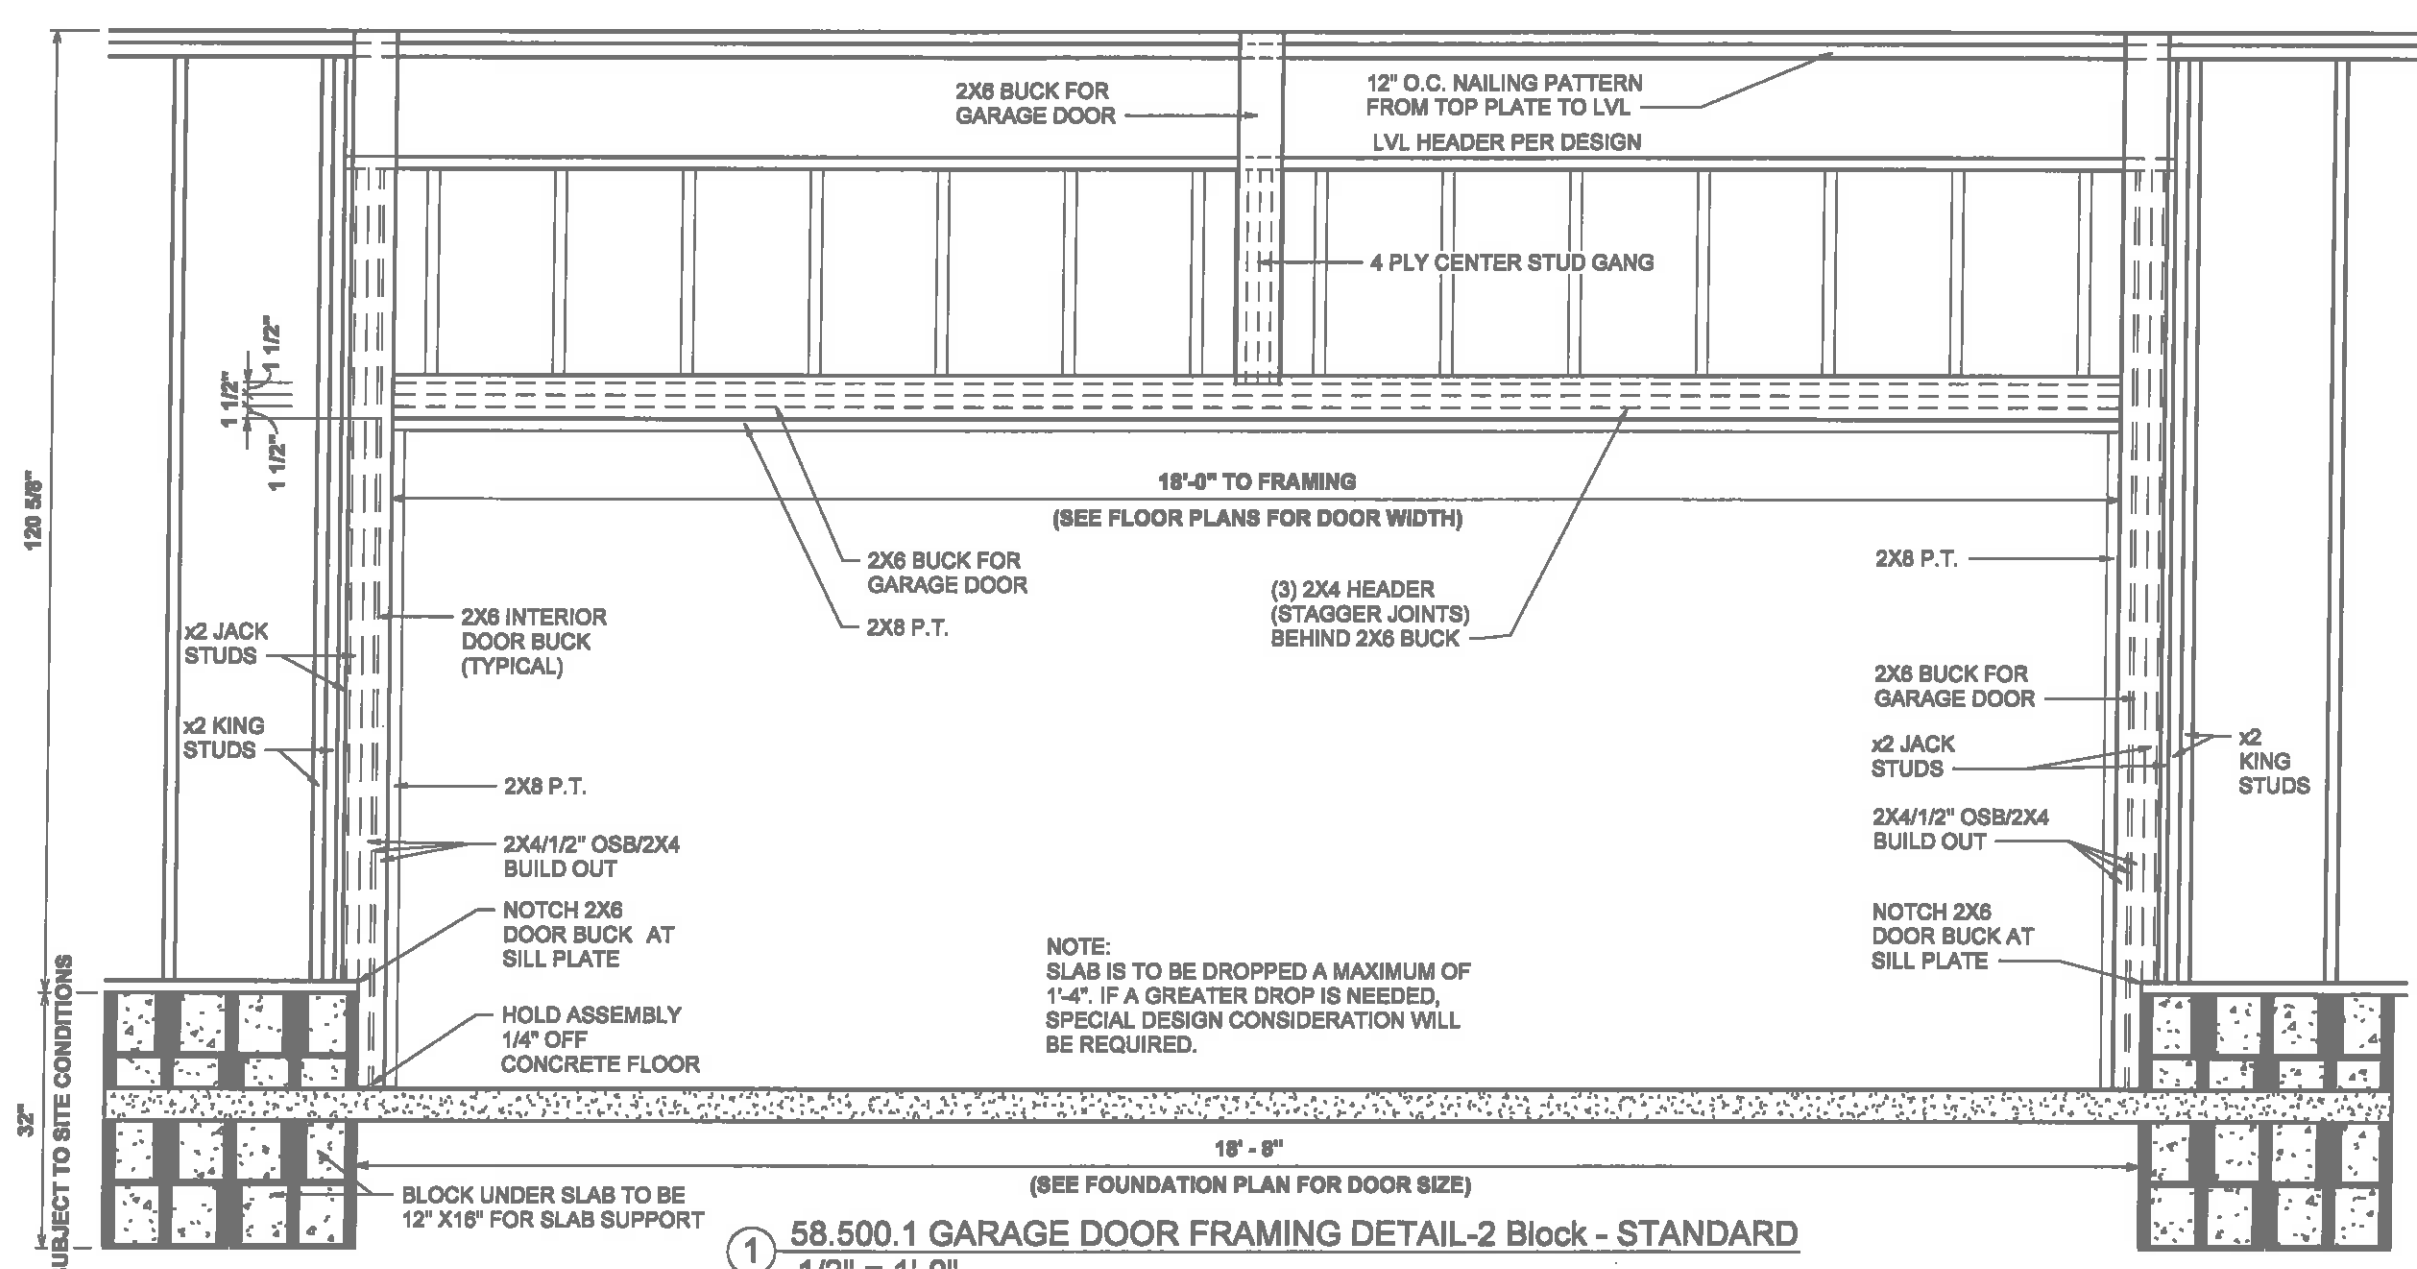 2X6 BUCK FOR
GARAGE DOOR
12" O.C. NAILING PATTERN
FROM TOP PLATE TO LVL
LVL HEADER PER DESIGN
4 PLY CENTER STUD GANG
1 1/2"
1 1/2"
1 1/2"
120 5/8"
18'-0" TO FRAMING
(SEE FLOOR PLANS FOR DOOR WIDTH)
2X6 BUCK FOR
GARAGE DOOR
2X8 P.T.
(3) 2X4 HEADER
(STAGGER JOINTS)
BEHIND 2X6 BUCK
2X8 P.T.
2X6 INTERIOR
DOOR BUCK
(TYPICAL)
x2 JACK
STUDS
x2 KING
STUDS
2X8 P.T.
2X4/1/2" OSB/2X4
BUILD OUT
NOTCH 2X6
DOOR BUCK AT
SILL PLATE
HOLD ASSEMBLY
1/4" OFF
CONCRETE FLOOR
2X6 BUCK FOR
GARAGE DOOR
x2 JACK
STUDS
x2
KING
STUDS
2X4/1/2" OSB/2X4
BUILD OUT
NOTCH 2X6
DOOR BUCK AT
SILL PLATE
NOTE:
SLAB IS TO BE DROPPED A MAXIMUM OF
1'-4". IF A GREATER DROP IS NEEDED,
SPECIAL DESIGN CONSIDERATION WILL
BE REQUIRED.
32"
SUBJECT TO SITE CONDITIONS
18' - 8"
(SEE FOUNDATION PLAN FOR DOOR SIZE)
BLOCK UNDER SLAB TO BE
12" X16" FOR SLAB SUPPORT
1
58.500.1 GARAGE DOOR FRAMING DETAIL-2 Block - STANDARD